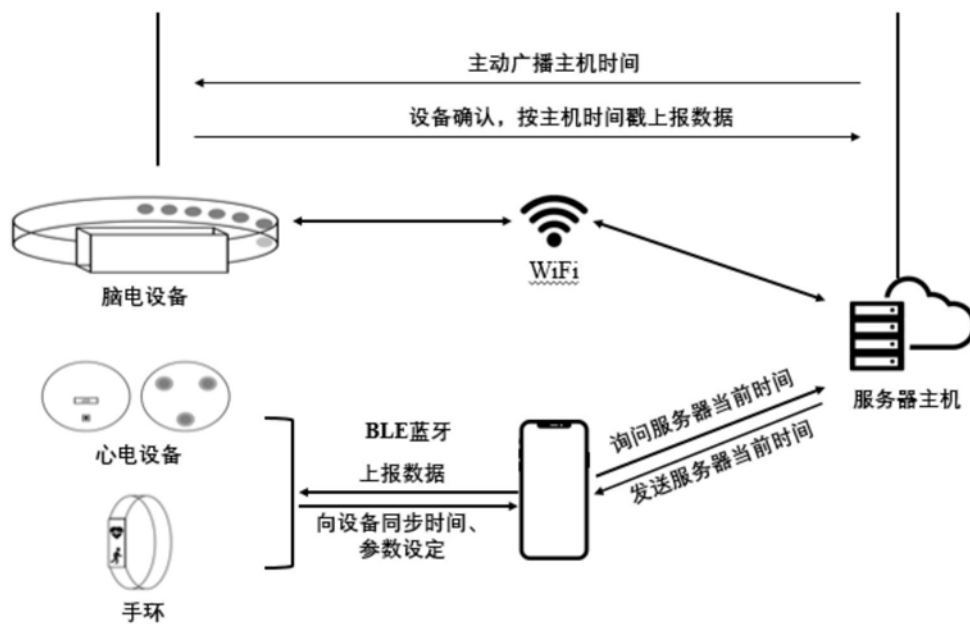 主动广播主机时间
设备确认，按主机时间戳上报数据
WiFi
脑电设备
服务器主机
询问服务器当前时间
发送服务器当前时间
心电设备
BLE蓝牙
上报数据
向设备同步时间、
参数设定
手环